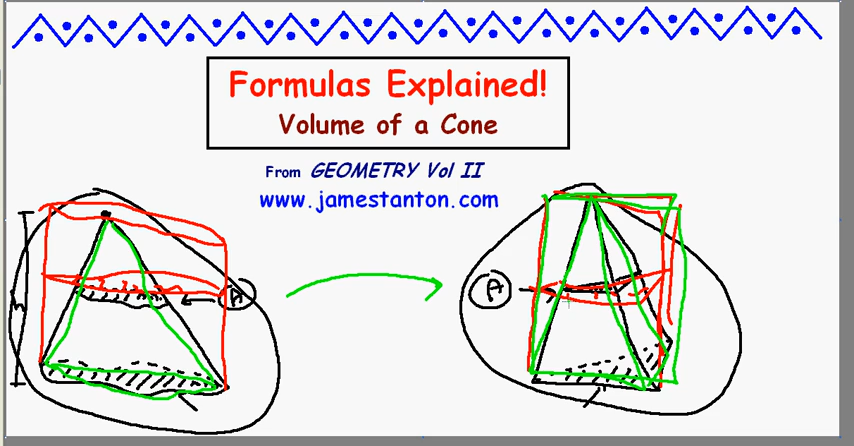 Formulas Explained!
Volume of a Cone
From GEOMETRY Vol II
www.jamestanton.com
A
A